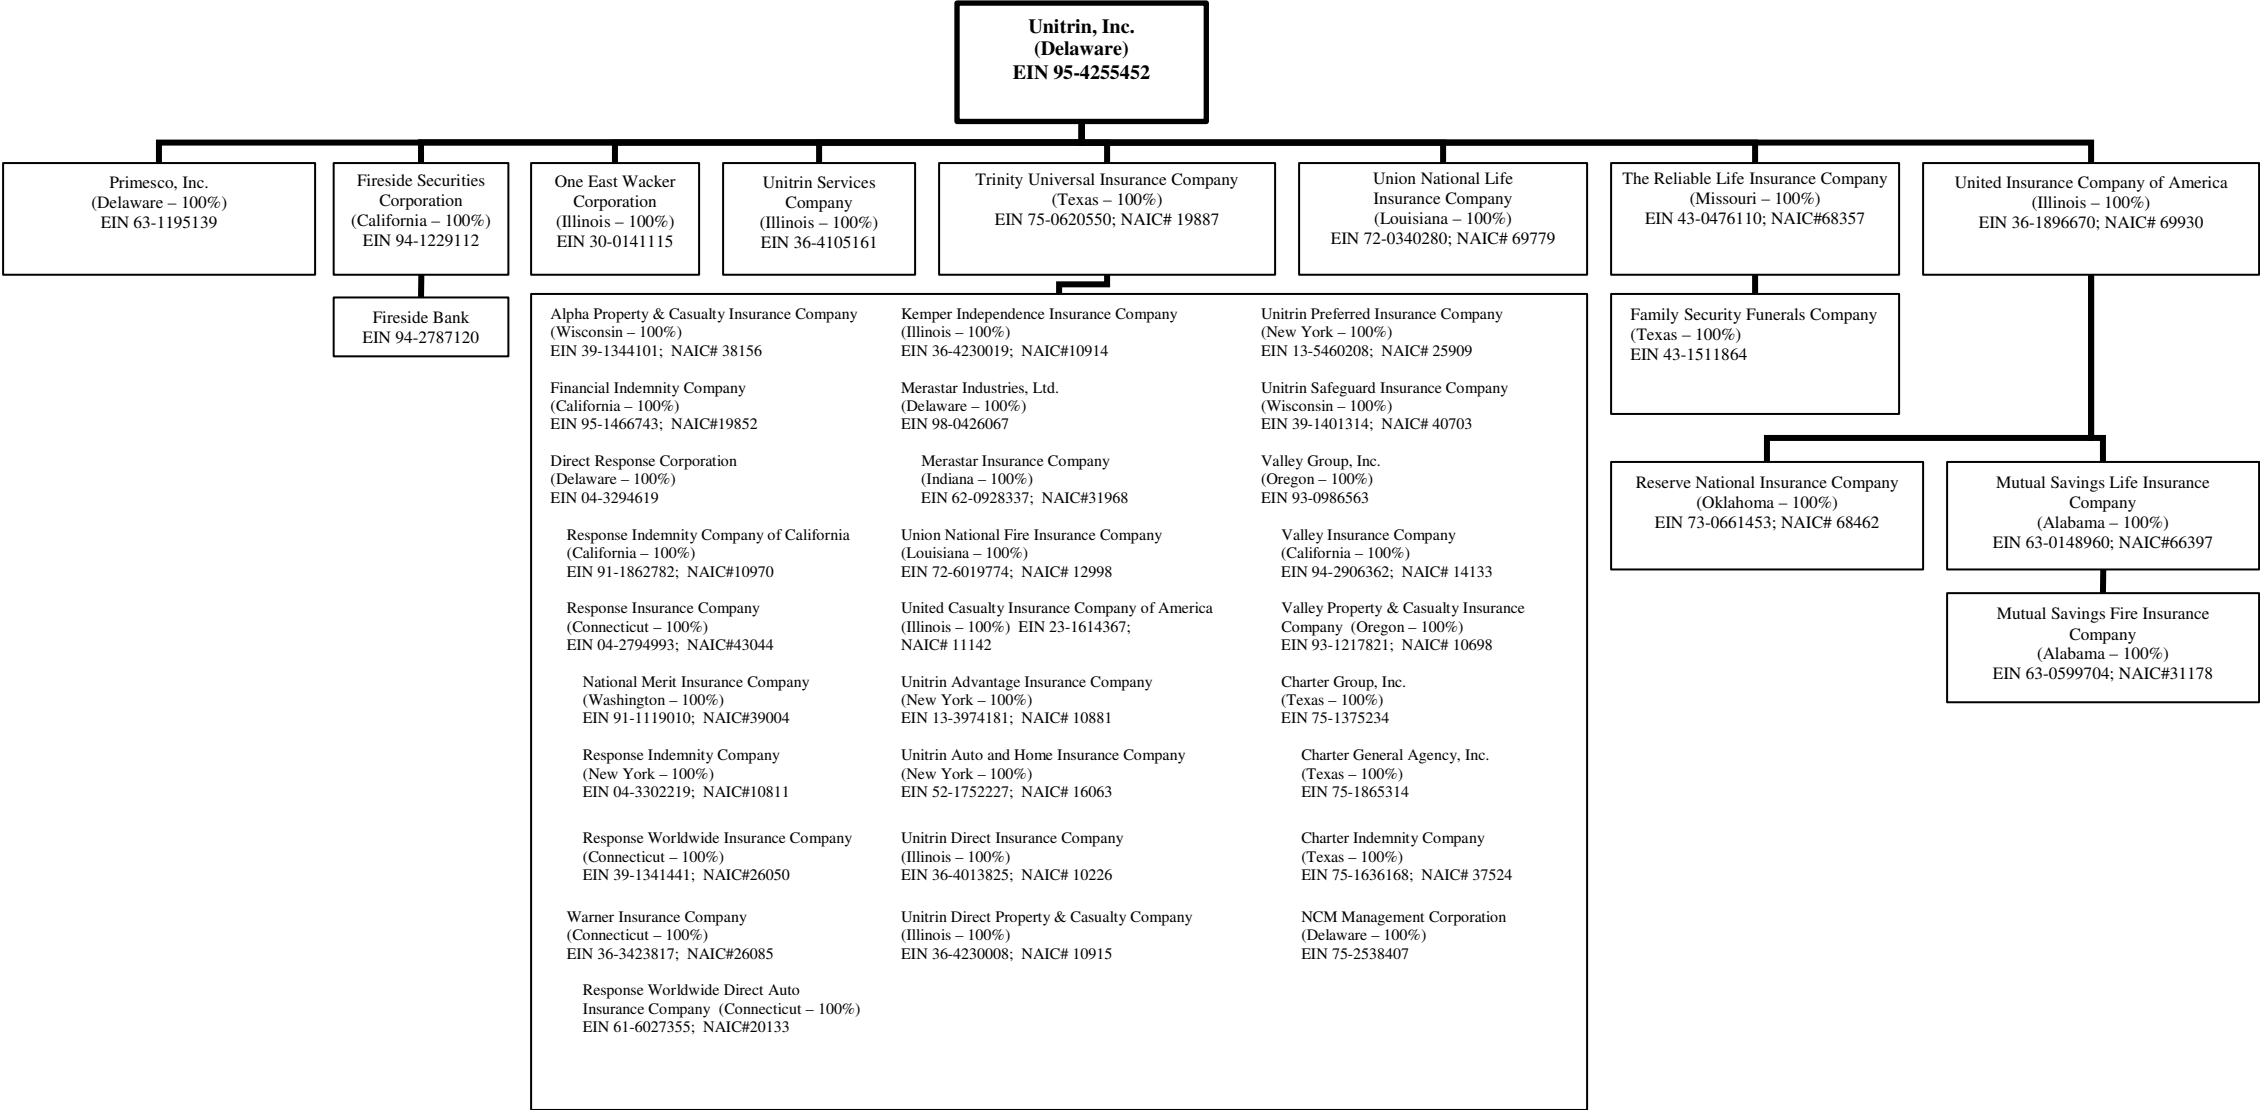 Unitrin, Inc.
(Delaware)
EIN 95-4255452
Primesco, Inc.
(Delaware – 100%)
EIN 63-1195139
Fireside Securities
Corporation
(California – 100%)
EIN 94-1229112
One East Wacker
Corporation
(Illinois – 100%)
EIN 30-0141115
Unitrin Services
Company
(Illinois – 100%)
EIN 36-4105161
Trinity Universal Insurance Company
(Texas – 100%)
EIN 75-0620550; NAIC# 19887
Union National Life
Insurance Company
(Louisiana – 100%)
EIN 72-0340280; NAIC# 69779
The Reliable Life Insurance Company
(Missouri – 100%)
EIN 43-0476110; NAIC#68357
United Insurance Company of America
(Illinois – 100%)
EIN 36-1896670; NAIC# 69930
Fireside Bank
EIN 94-2787120
Alpha Property & Casualty Insurance Company
(Wisconsin – 100%)
EIN 39-1344101;  NAIC# 38156
Financial Indemnity Company
(California – 100%)
EIN 95-1466743;  NAIC#19852
Direct Response Corporation
(Delaware – 100%)
EIN 04-3294619
Response Indemnity Company of California
(California – 100%)
EIN 91-1862782;  NAIC#10970
Response Insurance Company
(Connecticut – 100%)
EIN 04-2794993;  NAIC#43044
National Merit Insurance Company
(Washington – 100%)
EIN 91-1119010;  NAIC#39004
Response Indemnity Company
(New York – 100%)
EIN 04-3302219;  NAIC#10811
Response Worldwide Insurance Company
(Connecticut – 100%)
EIN 39-1341441;  NAIC#26050
Warner Insurance Company
(Connecticut – 100%)
EIN 36-3423817;  NAIC#26085
Response Worldwide Direct Auto
Insurance Company  (Connecticut – 100%)
EIN 61-6027355;  NAIC#20133
Kemper Independence Insurance Company
(Illinois – 100%)
EIN 36-4230019;  NAIC#10914
Merastar Industries, Ltd.
(Delaware – 100%)
EIN 98-0426067
Merastar Insurance Company
(Indiana – 100%)
EIN 62-0928337;  NAIC#31968
Union National Fire Insurance Company
(Louisiana – 100%)
EIN 72-6019774;  NAIC# 12998
United Casualty Insurance Company of America
(Illinois – 100%)  EIN 23-1614367;
NAIC# 11142
Unitrin Advantage Insurance Company
(New York – 100%)
EIN 13-3974181;  NAIC# 10881
Unitrin Auto and Home Insurance Company
(New York – 100%)
EIN 52-1752227;  NAIC# 16063
Unitrin Direct Insurance Company
(Illinois – 100%)
EIN 36-4013825;  NAIC# 10226
Unitrin Direct Property & Casualty Company
(Illinois – 100%)
EIN 36-4230008;  NAIC# 10915
Unitrin Preferred Insurance Company
(New York – 100%)
EIN 13-5460208;  NAIC# 25909
Unitrin Safeguard Insurance Company
(Wisconsin – 100%)
EIN 39-1401314;  NAIC# 40703
Valley Group, Inc.
(Oregon – 100%)
EIN 93-0986563
Valley Insurance Company
(California – 100%)
EIN 94-2906362;  NAIC# 14133
Valley Property & Casualty Insurance
Company  (Oregon – 100%)
EIN 93-1217821;  NAIC# 10698
Charter Group, Inc.
(Texas – 100%)
EIN 75-1375234
Charter General Agency, Inc.
(Texas – 100%)
EIN 75-1865314
Charter Indemnity Company
(Texas – 100%)
EIN 75-1636168;  NAIC# 37524
NCM Management Corporation
(Delaware – 100%)
EIN 75-2538407
Family Security Funerals Company
(Texas – 100%)
EIN 43-1511864
Reserve National Insurance Company
(Oklahoma – 100%)
EIN 73-0661453; NAIC# 68462
Mutual Savings Life Insurance
Company
(Alabama – 100%)
EIN 63-0148960; NAIC#66397
Mutual Savings Fire Insurance
Company
(Alabama – 100%)
EIN 63-0599704; NAIC#31178